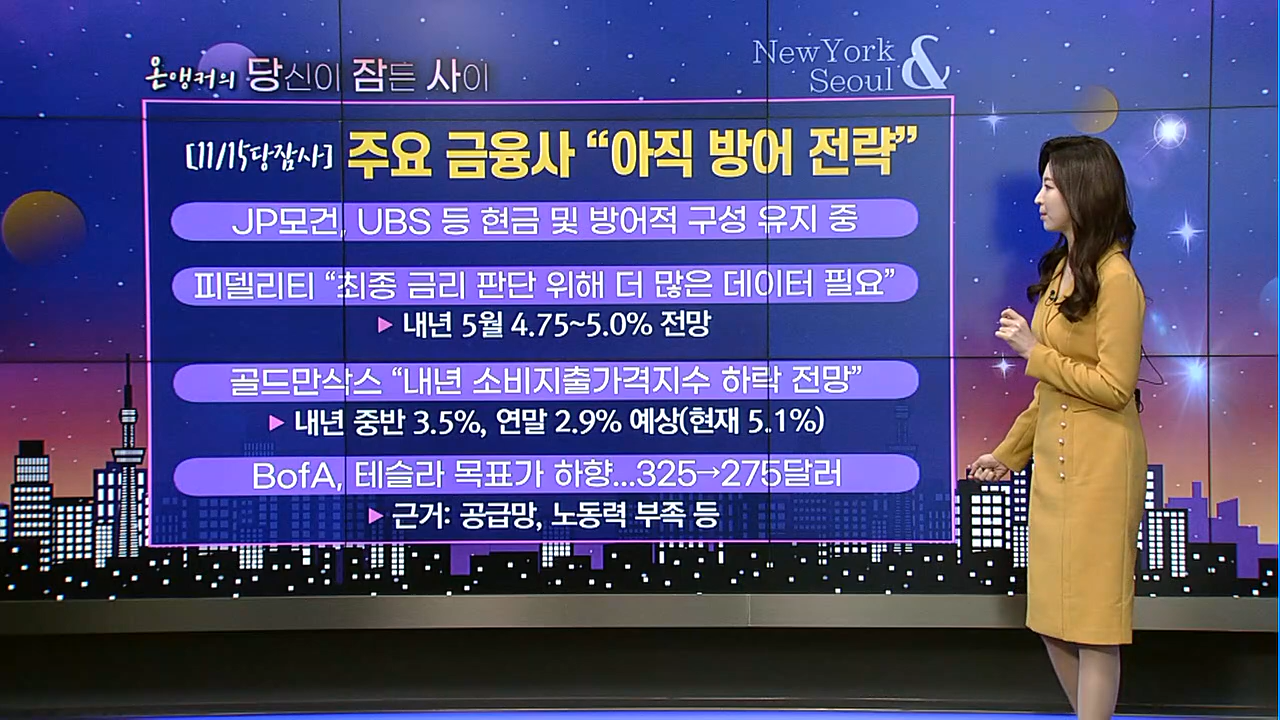 온앵커의 당신이 잠든 사이
NewYork
Seoul &
[11/15당잠사] 주요 금융사 “아직 방어 전략”
JP모건, UBS 등 현금 및 방어적 구성 유지 중
피델리티 “최종 금리 판단 위해 더 많은 데이터 필요”
▶ 내년 5월 4.75~5.0% 전망
골드만삭스 “내년 소비지출가격지수 하락 전망”
▶ 내년 중반 3.5%, 연말 2.9% 예상(현재 5.1%)
BofA, 테슬라 목표가 하향...325→275달러
▶ 근거: 공급망, 노동력 부족 등